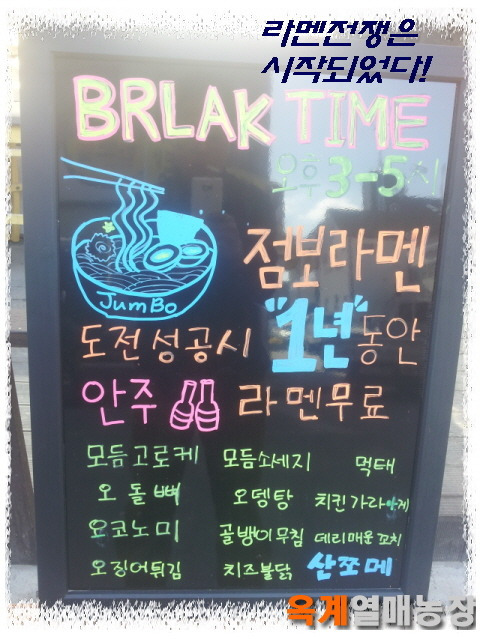 라멘전쟁은
시작되었다!
BRLAK TIME
오후 3-5시
JumBo
점보라멘
도전성공시 "1년"동안
안주 라멘무료
모듬고로케 모듬소세지 먹태
오돌뼈 오뎅탕 치킨가라아게
요코노미 골뱅이무침 데리매운꼬치
오징어튀김 치즈불닭 산쪼메
옥계열매농장